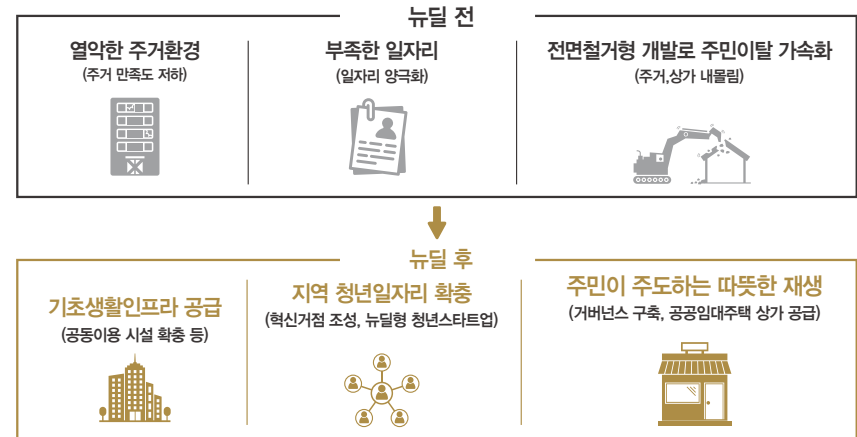 뉴딜 전
열악한 주거환경
(주거 만족도 저하)
부족한 일자리
(일자리 양극화)
전면철거형 개발로 주민이탈 가속화
(주거,상가 내몰림)
뉴딜 후
기초생활인프라 공급
(공동이용 시설 확충 등)
지역 청년일자리 확충
(혁신거점 조성, 뉴딜형 청년스타트업)
주민이 주도하는 따뜻한 재생
(거버넌스 구축, 공공임대주택 상가 공급)